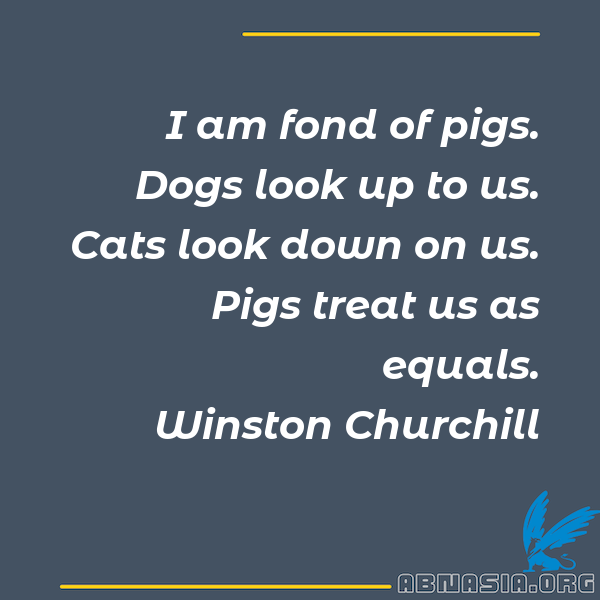 I am fond of pigs.
Dogs look up to us.
Cats look down on us.
Pigs treat us as
equals.
Winston Churchill
ABNASIA.ORG